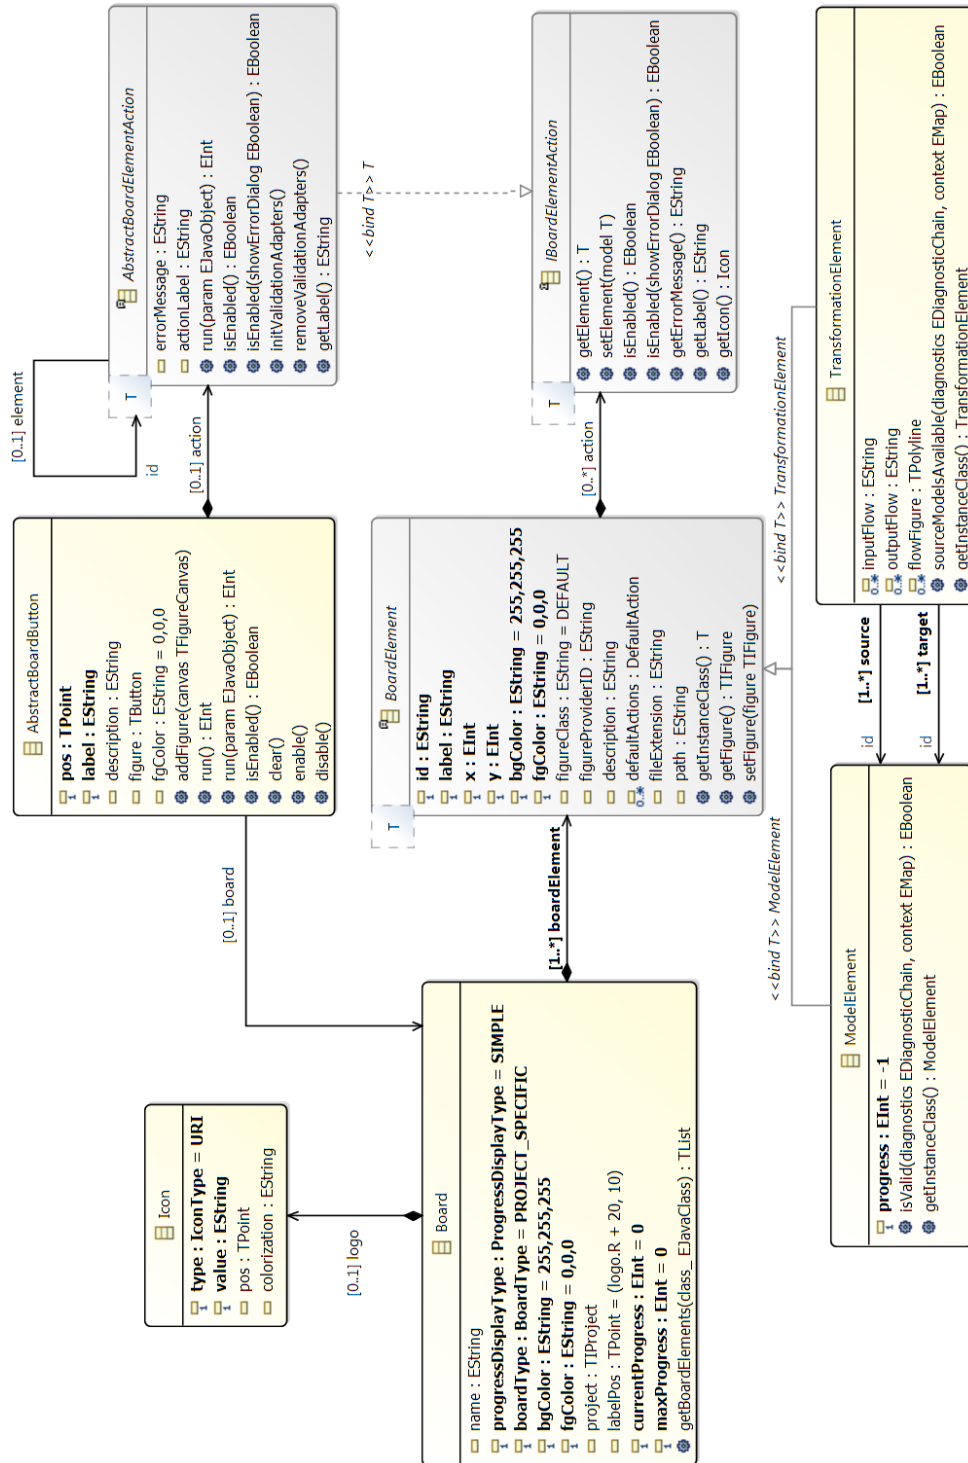 Icon
type : IconType = URI
value : EString
pos : TPoint
colorization : EString
[0..1] logo
Board
name : EString
progressDisplayType : ProgressDisplayType = SIMPLE
boardType : BoardType = PROJECT_SPECIFIC
bgColor : EString = 255,255,255
fgColor : EString = 0,0,0
project : TIProject
labelPos : TPoint = (logo.R + 20, 10)
currentProgress : EInt = 0
maxProgress : EInt = 0
getBoardElements(class_ EJavaClass) : TList
[0..1] board
[1..*] boardElement
AbstractBoardButton
pos : TPoint
label : EString
description : EString
figure : TButton
fgColor : EString = 0,0,0
addFigure(canvas TFigureCanvas)
run() : EInt
run(param EJavaObject) : EInt
isEnabled() : EBoolean
clear()
enable()
disable()
[0..1] action
[0..1] element
id
T
AbstractBoardElementAction
errorMessage : EString
actionLabel : EString
run(param EJavaObject) : EInt
isEnabled() : EBoolean
isEnabled(showErrorDialog EBoolean) : EBoolean
initValidationAdapters()
removeValidationAdapters()
getLabel() : EString
<<bind T>> T
T
BoardElement
id : EString
label : EString
x : EInt
y : EInt
bgColor : EString = 255,255,255
fgColor : EString = 0,0,0
figureClass : EString = DEFAULT
figureProviderID : EString
description : EString
defaultActions : DefaultAction
fileExtension : EString
path : EString
getInstanceClass() : T
getFigure() : TIFigure
setFigure(figure TIFigure)
[0..*] action
T
IBoardElementAction
getElement() : T
setElement(model T)
isEnabled() : EBoolean
isEnabled(showErrorDialog EBoolean) : EBoolean
getErrorMessage() : EString
getLabel() : EString
getIcon() : Icon
<<bind T>> ModelElement
<<bind T>> TransformationElement
ModelElement
progress : EInt = -1
isValid(diagnostics EDiagnosticChain, context EMap) : EBoolean
getInstanceClass() : ModelElement
id
[1..*] source
id
[1..*] target
TransformationElement
inputFlow : EString
outputFlow : EString
flowFigure : TPolyline
sourceModelsAvailable(diagnostics EDiagnosticChain, context EMap) : EBoolean
getInstanceClass() : TransformationElement